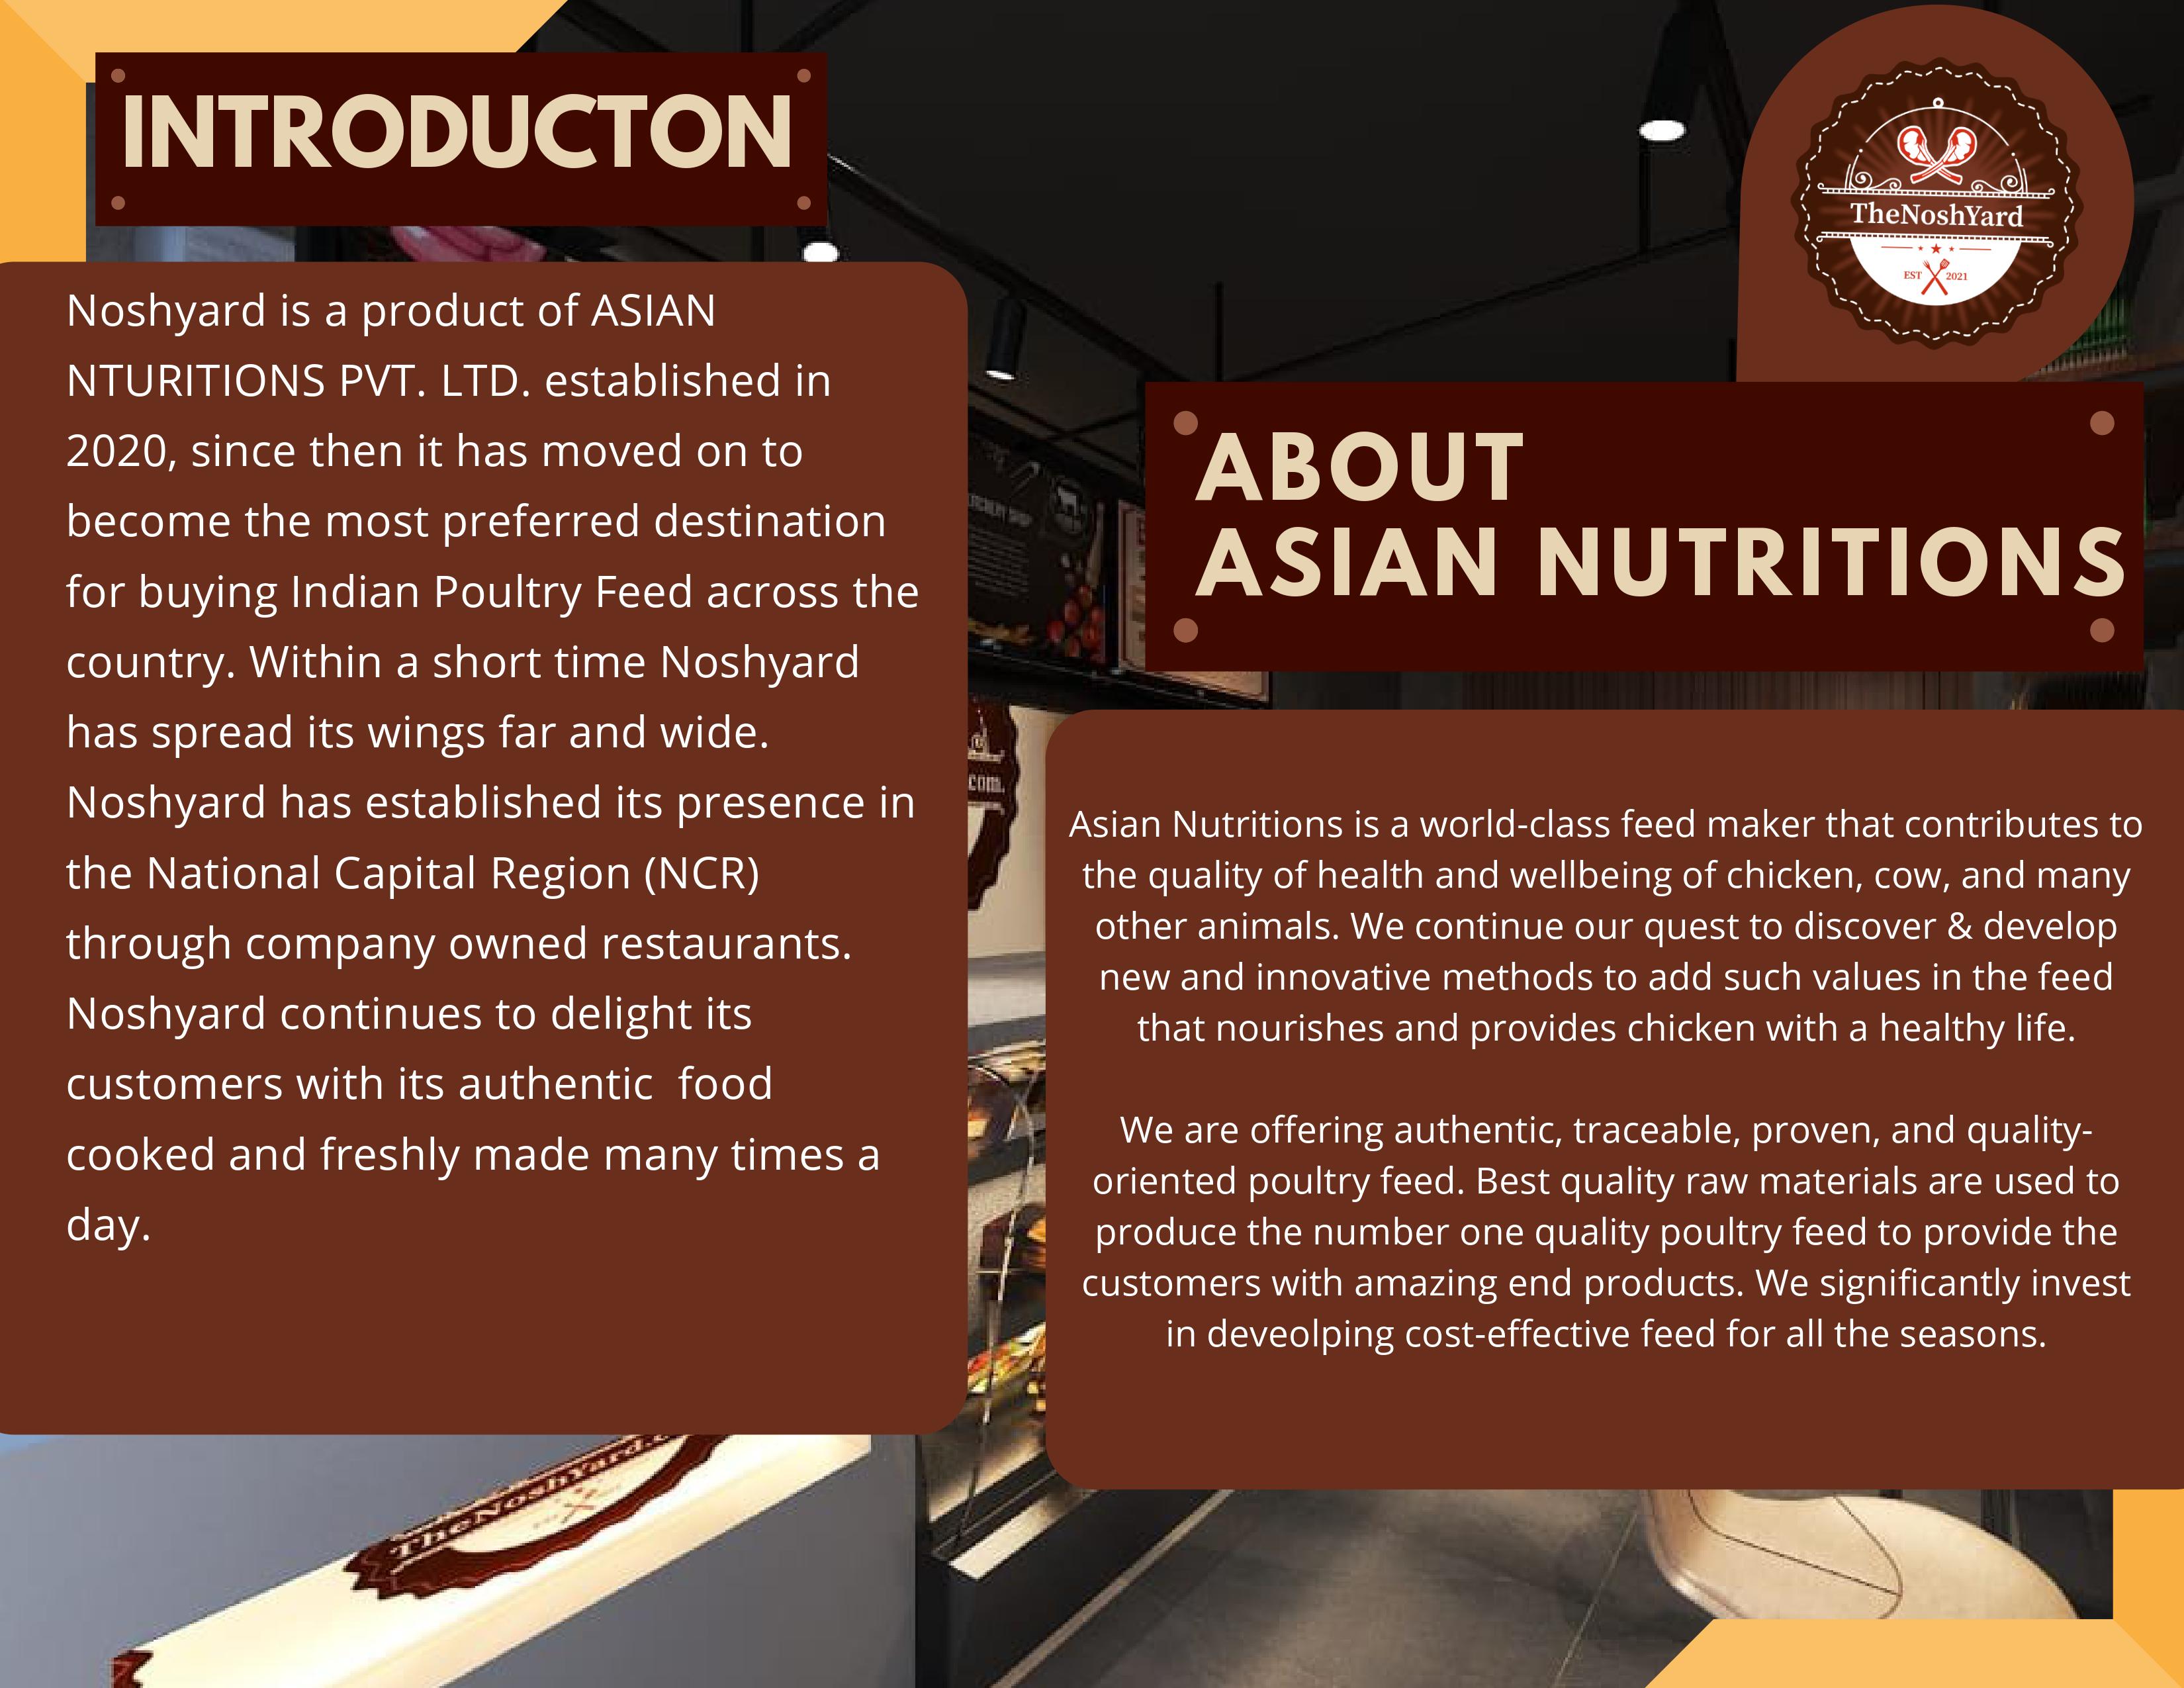 INTRODUCTON
Noshyard is a product of ASIAN
NTURITIONS PVT. LTD. established in
2020, since then it has moved on to
become the most preferred destination
for buying Indian Poultry Feed across the
country. Within a short time Noshyard
has spread its wings far and wide.
Noshyard has established its presence in
the National Capital Region (NCR)
through company owned restaurants.
Noshyard continues to delight its
customers with its authentic  food
cooked and freshly made many times a
day.
TheNoshYard
EST 2021
ABOUT
ASIAN NUTRITIONS
Asian Nutritions is a world-class feed maker that contributes to
the quality of health and wellbeing of chicken, cow, and many
other animals. We continue our quest to discover & develop
new and innovative methods to add such values in the feed
that nourishes and provides chicken with a healthy life.
We are offering authentic, traceable, proven, and quality-
oriented poultry feed. Best quality raw materials are used to
produce the number one quality poultry feed to provide the
customers with amazing end products. We significantly invest
in deveolping cost-effective feed for all the seasons.
com.
TheNoshYard.